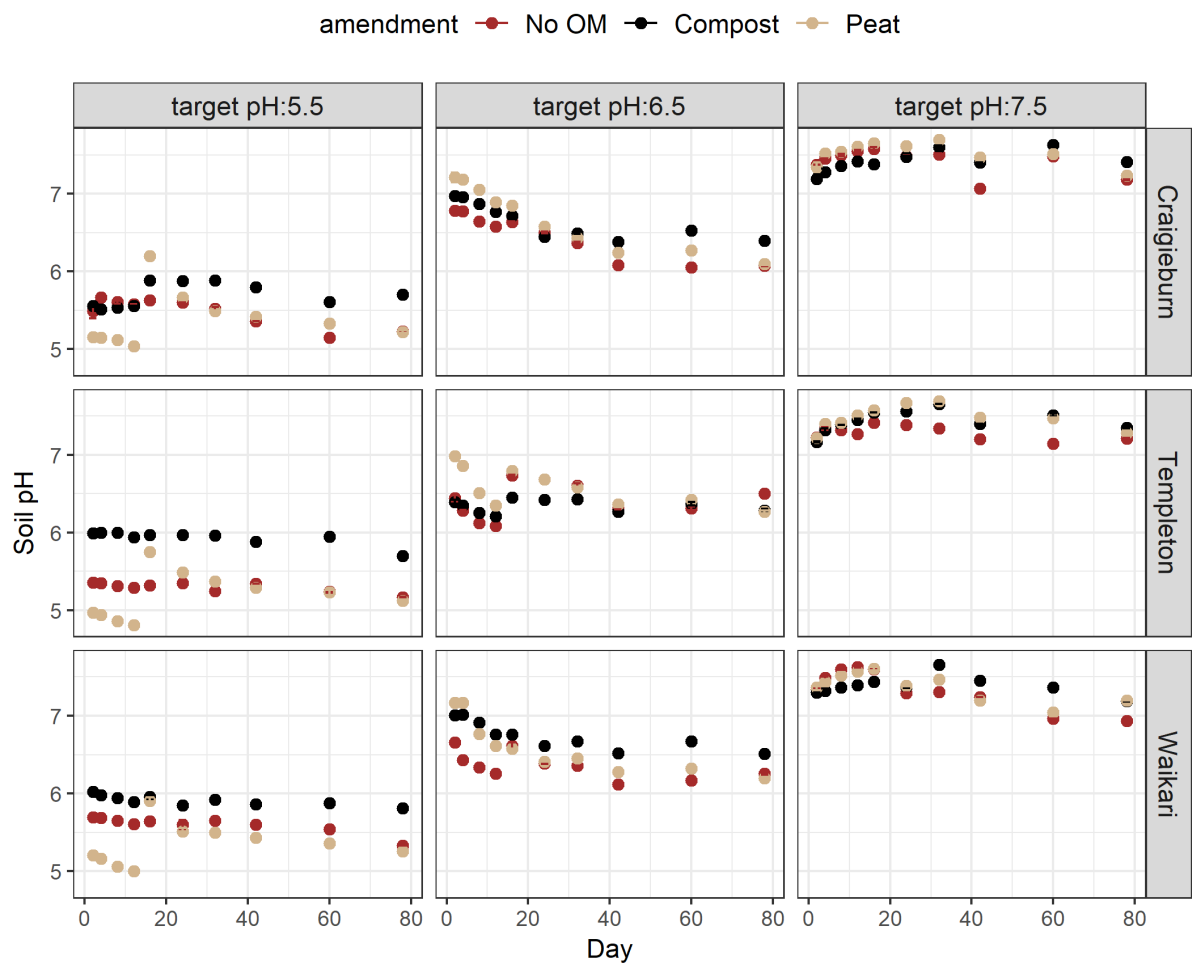 amendment No OM Compost Peat
target pH:5.5 target pH:6.5 target pH:7.5
7
6
5
Craigieburn
7
6
5
Templeton
7
6
5
Waikari
Soil pH
0 20 40 60 80 0 20 40 60 80 0 20 40 60 80
Day